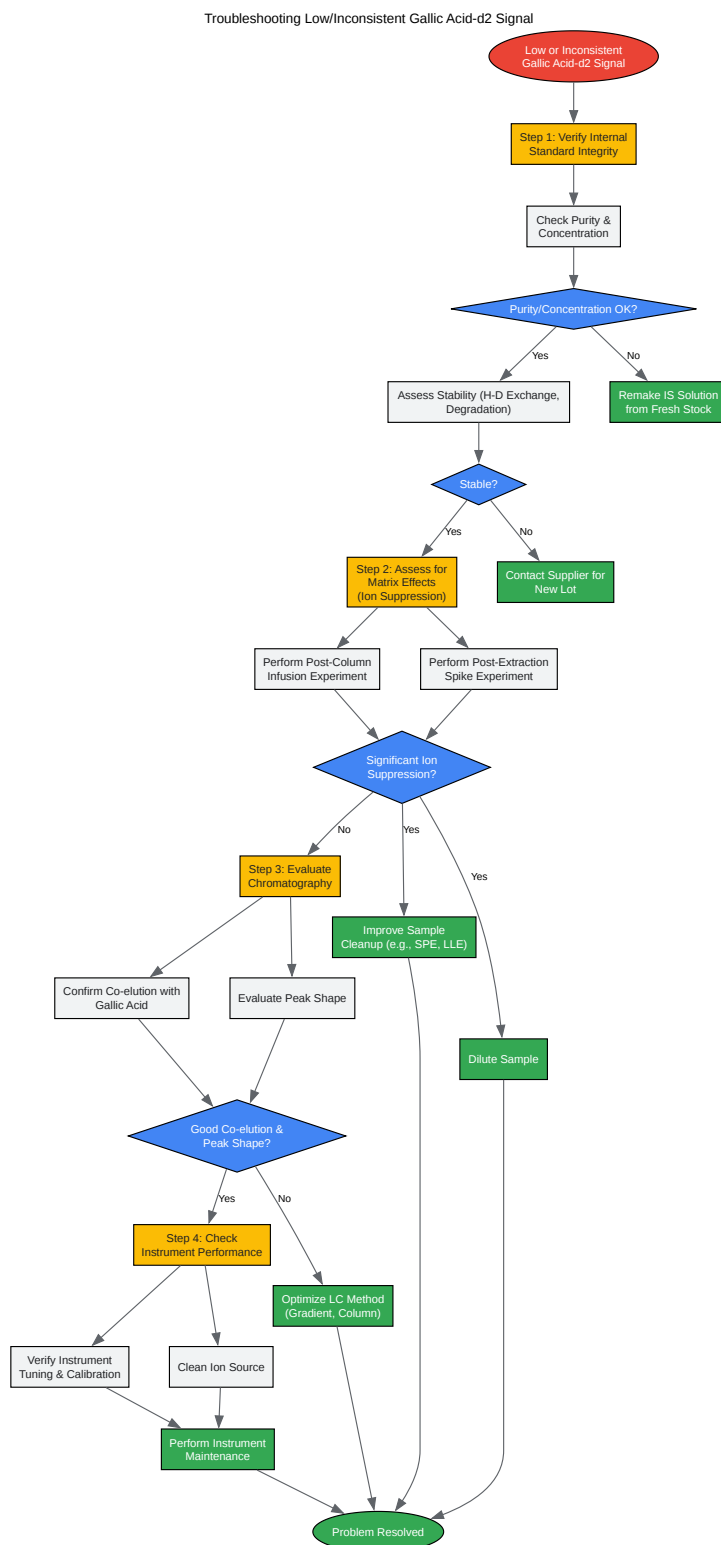 Troubleshooting Low/Inconsistent Gallic Acid-d2 Signal
Low or Inconsistent
Gallic Acid-d2 Signal
Step 1: Verify Internal
Standard Integrity
Check Purity &
Concentration
Purity/Concentration OK?
Yes
No
Assess Stability (H-D Exchange,
Degradation)
Remake IS Solution
from Fresh Stock
Stable?
Yes
No
Step 2: Assess for
Matrix Effects
(Ion Suppression)
Contact Supplier for
New Lot
Perform Post-Column
Infusion Experiment
Perform Post-Extraction
Spike Experiment
Significant Ion
Suppression?
No
Yes
Yes
Step 3: Evaluate
Chromatography
Improve Sample
Cleanup (e.g., SPE, LLE)
Confirm Co-elution with
Gallic Acid
Evaluate Peak Shape
Dilute Sample
Good Co-elution &
Peak Shape?
Yes
No
Step 4: Check
Instrument Performance
Optimize LC Method
(Gradient, Column)
Verify Instrument
Tuning & Calibration
Clean Ion Source
Perform Instrument
Maintenance
Problem Resolved